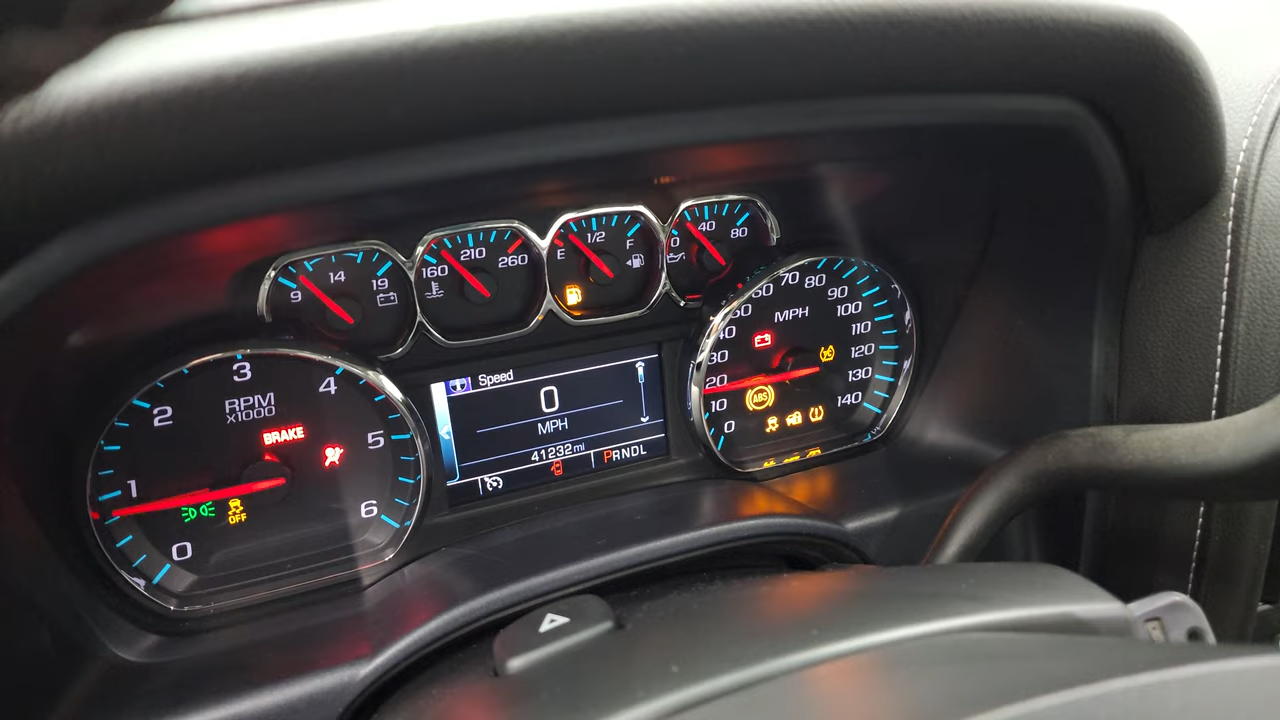 9 14 19
160 210 260
E 1/2 F
0 40 80
0 1 2 3 4 5 6
RPM
x1000
BRAKE
OFF
Speed
0
MPH
41232 mi
PRNDL
0 10 20 30 40 50 60 70 80 90 100 110 120 130 140
MPH
ABS